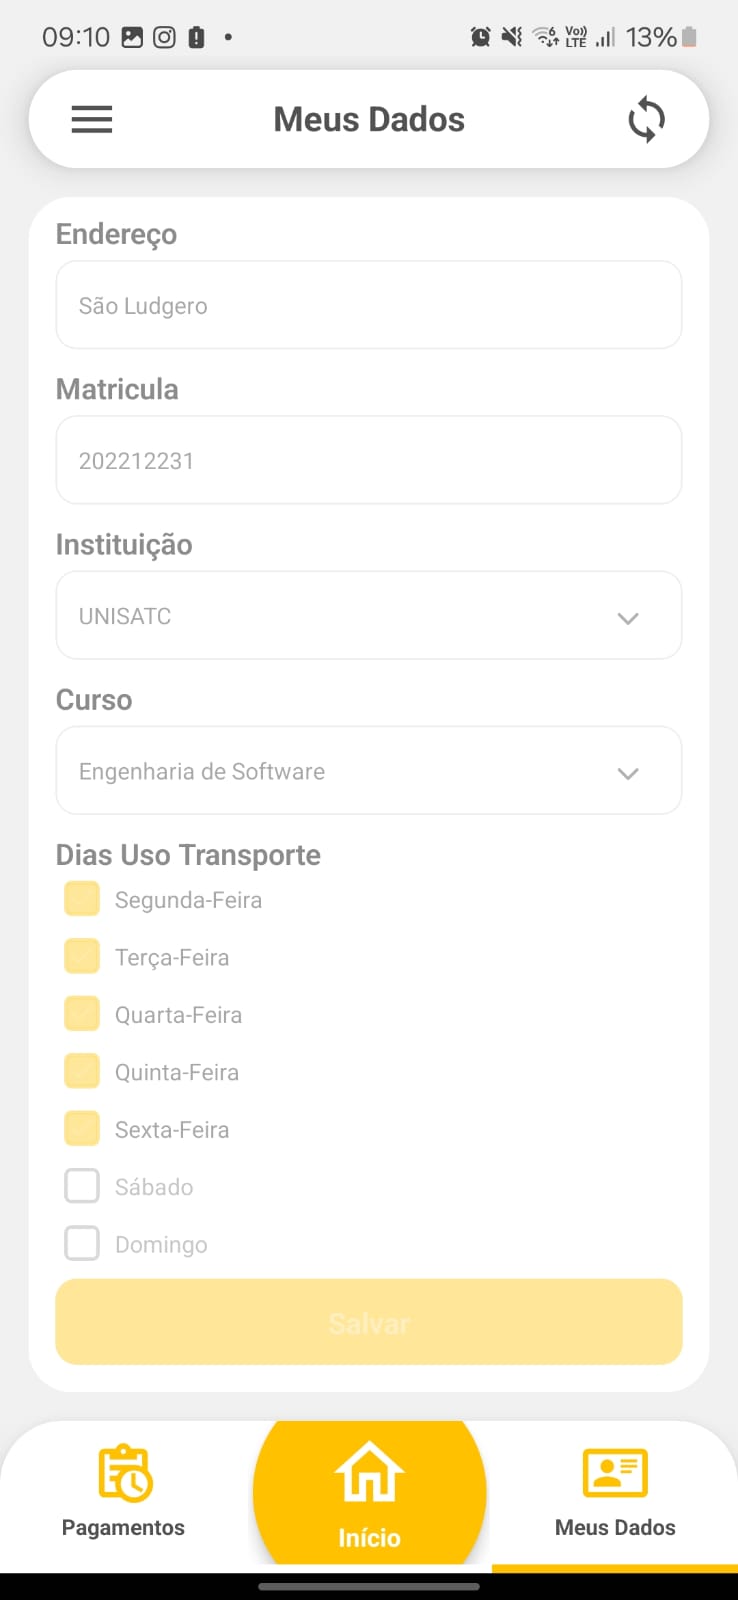 09:10
Vo))
LTE
13%
Meus Dados
Endereço
São Ludgero
Matricula
202212231
Instituição
UNISATC
Curso
Engenharia de Software
Dias Uso Transporte
Segunda-Feira
Terça-Feira
Quarta-Feira
Quinta-Feira
Sexta-Feira
Sábado
Domingo
Salvar
Pagamentos
Início
Meus Dados